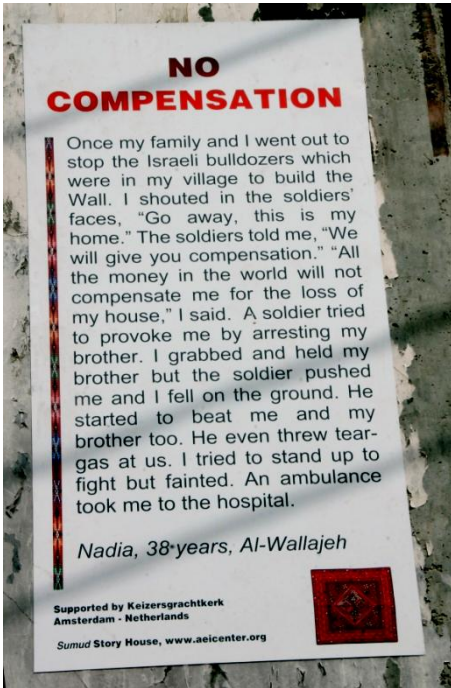 NO
COMPENSATION
Once my family and I went out to
stop the Israeli bulldozers which
were in my village to build the
Wall. I shouted in the soldiers'
faces, “Go away, this is my
home.” The soldiers told me, “We
will give you compensation.” “All
the money in the world will not
compensate me for the loss of
my house,” I said. A soldier tried
to provoke me by arresting my
brother. I grabbed and held my
brother but the soldier pushed
me and I fell on the ground. He
started to beat me and my
brother too. He even threw tear-
gas at us. I tried to stand up to
fight but fainted. An ambulance
took me to the hospital.
Nadia, 38 years, Al-Wallajeh
Supported by Keizersgrachtkerk
Amsterdam - Netherlands
Sumud Story House, www.aeicenter.org